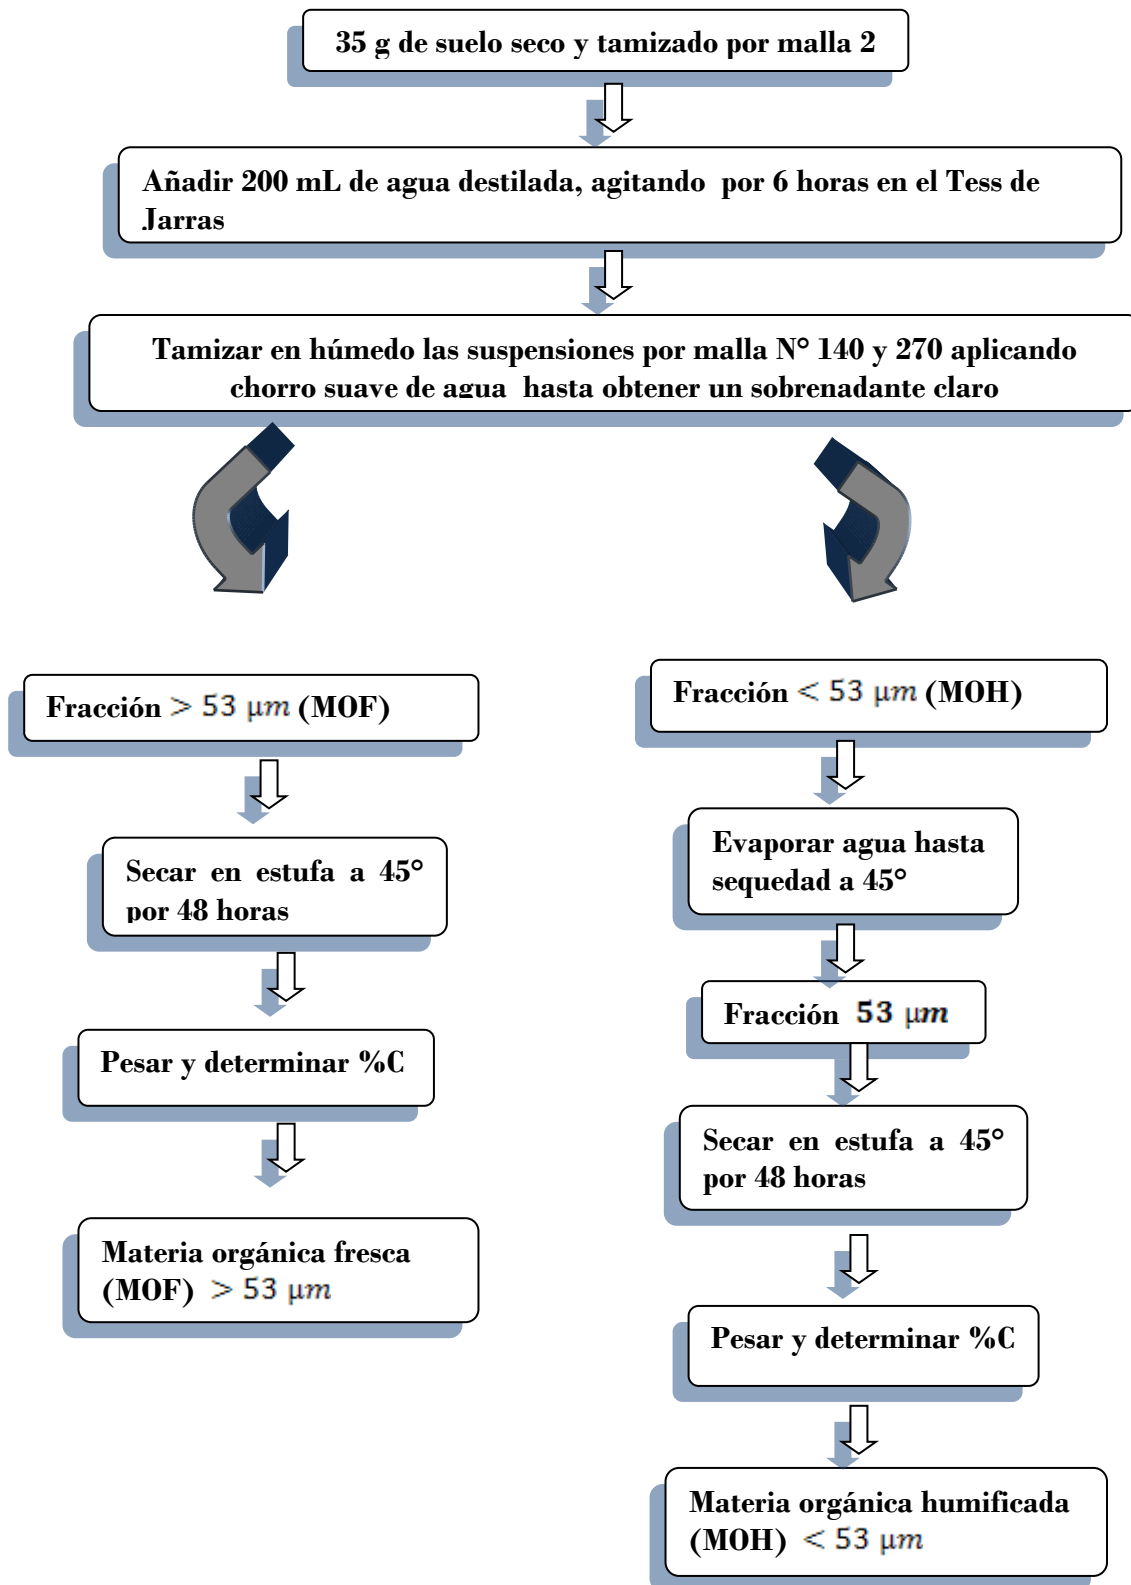 35 g de suelo seco y tamizado por malla 2
Añadir 200 mL de agua destilada, agitando por 6 horas en el Tess de
Jarras
Tamizar en húmedo las suspensiones por malla N° 140 y 270 aplicando
chorro suave de agua hasta obtener un sobrenadante claro
Fracción > 53 μm (MOF)
Secar en estufa a 45°
por 48 horas
Pesar y determinar %C
Materia orgánica fresca
(MOF) > 53 μm
Fracción < 53 μm (MOH)
Evaporar agua hasta
sequedad a 45°
Fracción 53 μm
Secar en estufa a 45°
por 48 horas
Pesar y determinar %C
Materia orgánica humificada
(MOH) < 53 μm